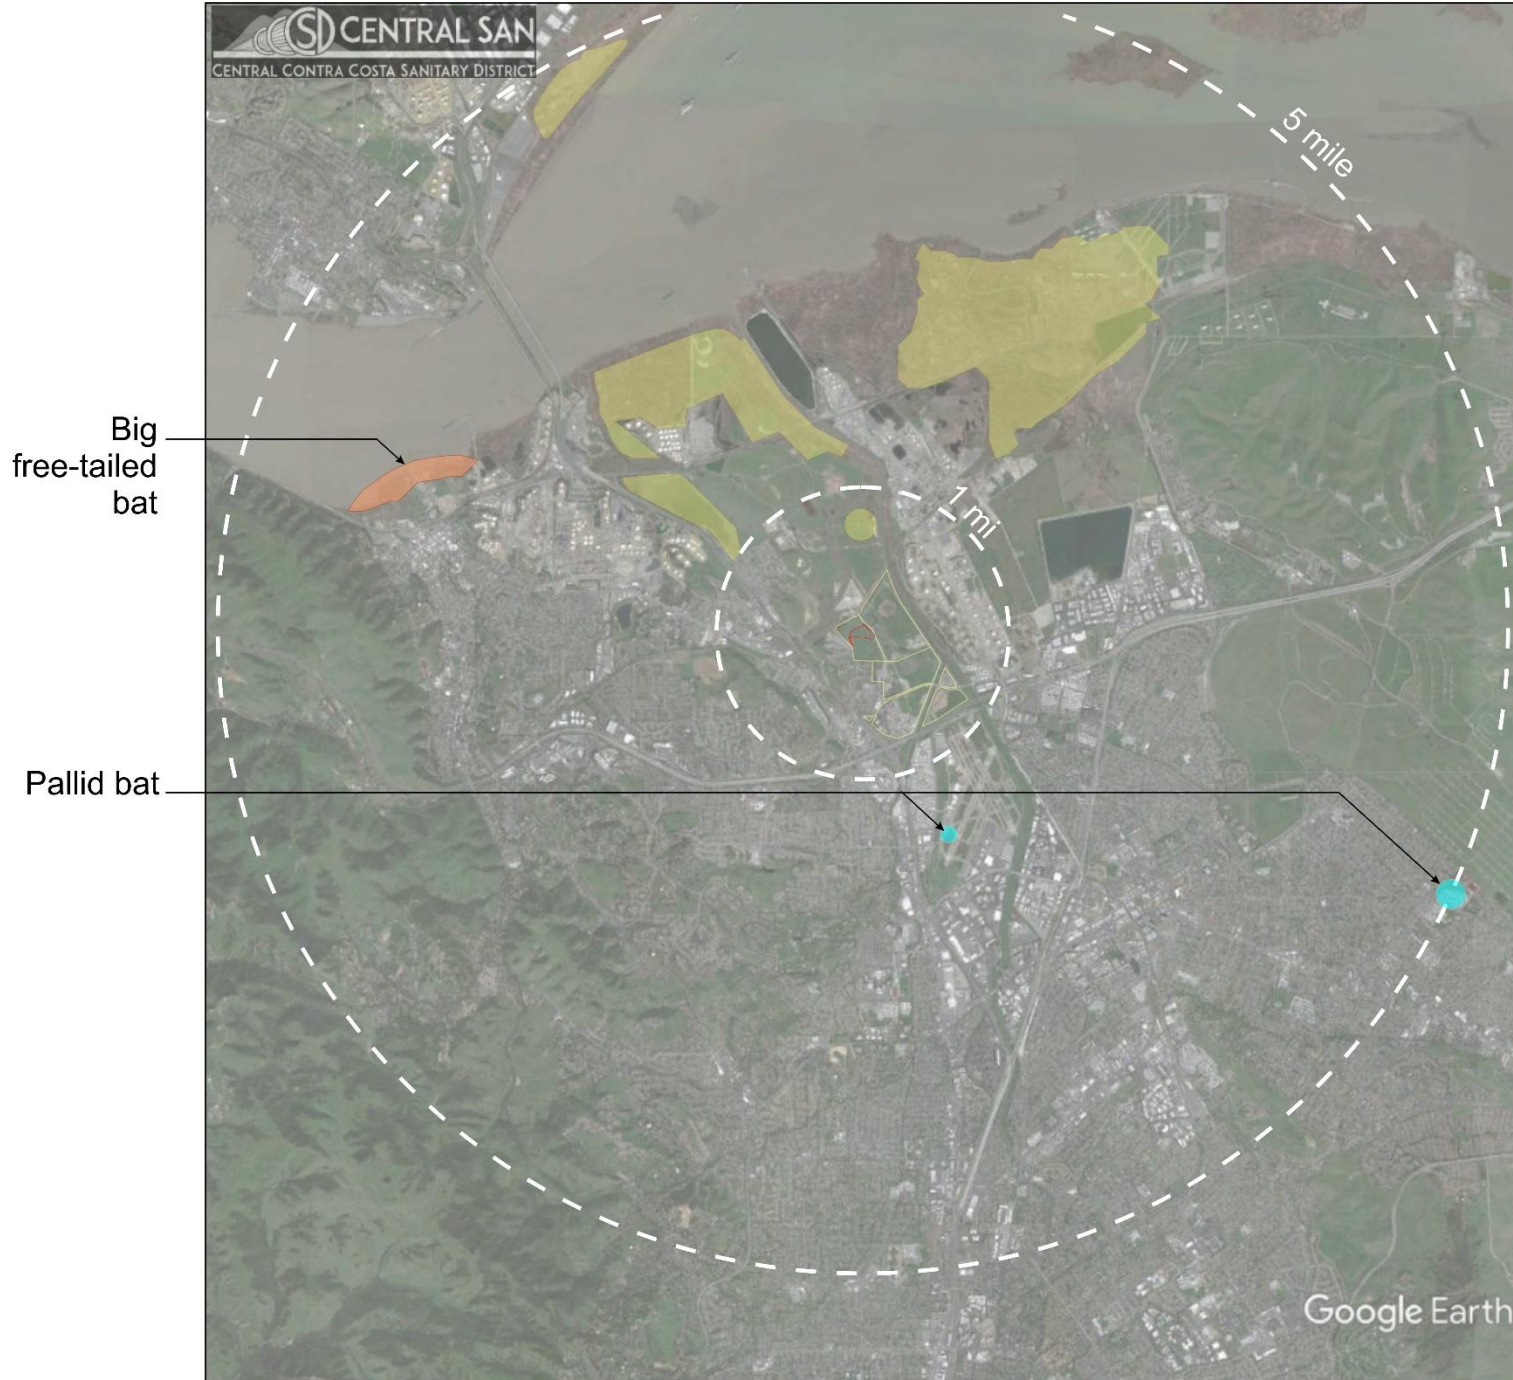 SD CENTRAL SAN
CENTRAL CONTRA COSTA SANITARY DISTRICT
5 mile
Big
free-tailed
bat
1 mi
Pallid bat
Google Earth